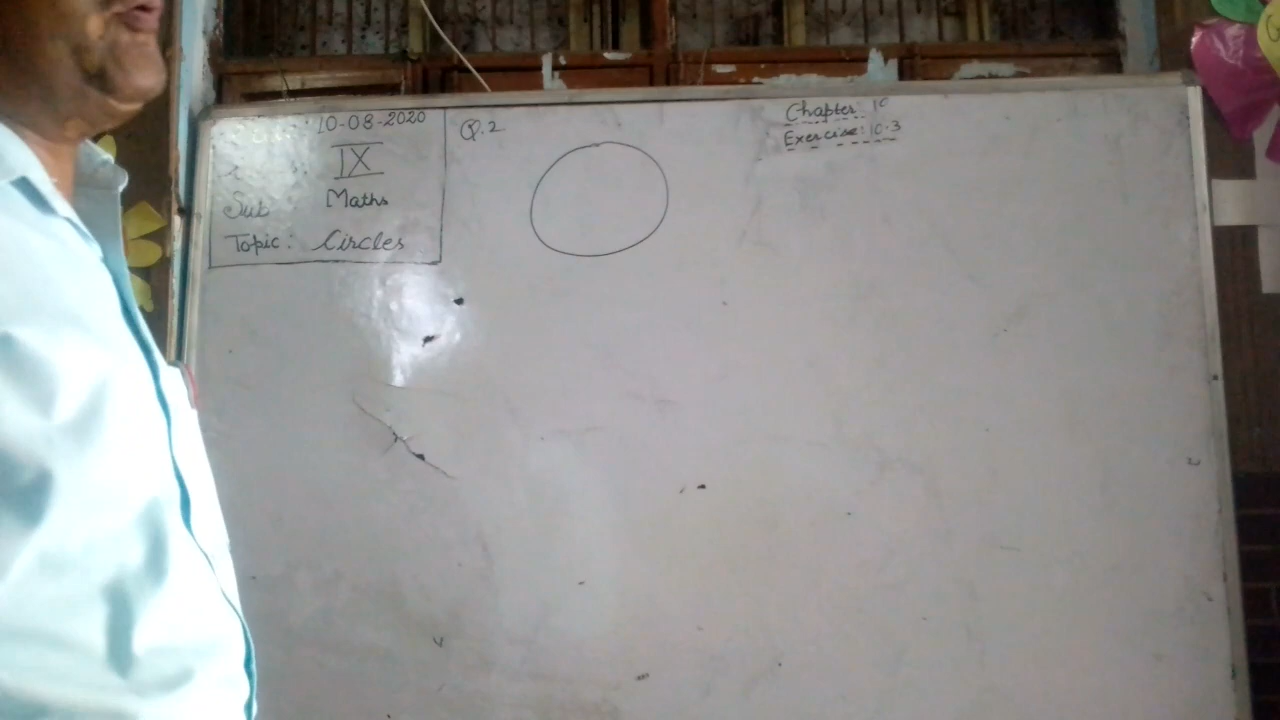 10-08-2020
IX
Sub Maths
Topic: Circles
Q.2
Chapter: 10
Exercise: 10.3